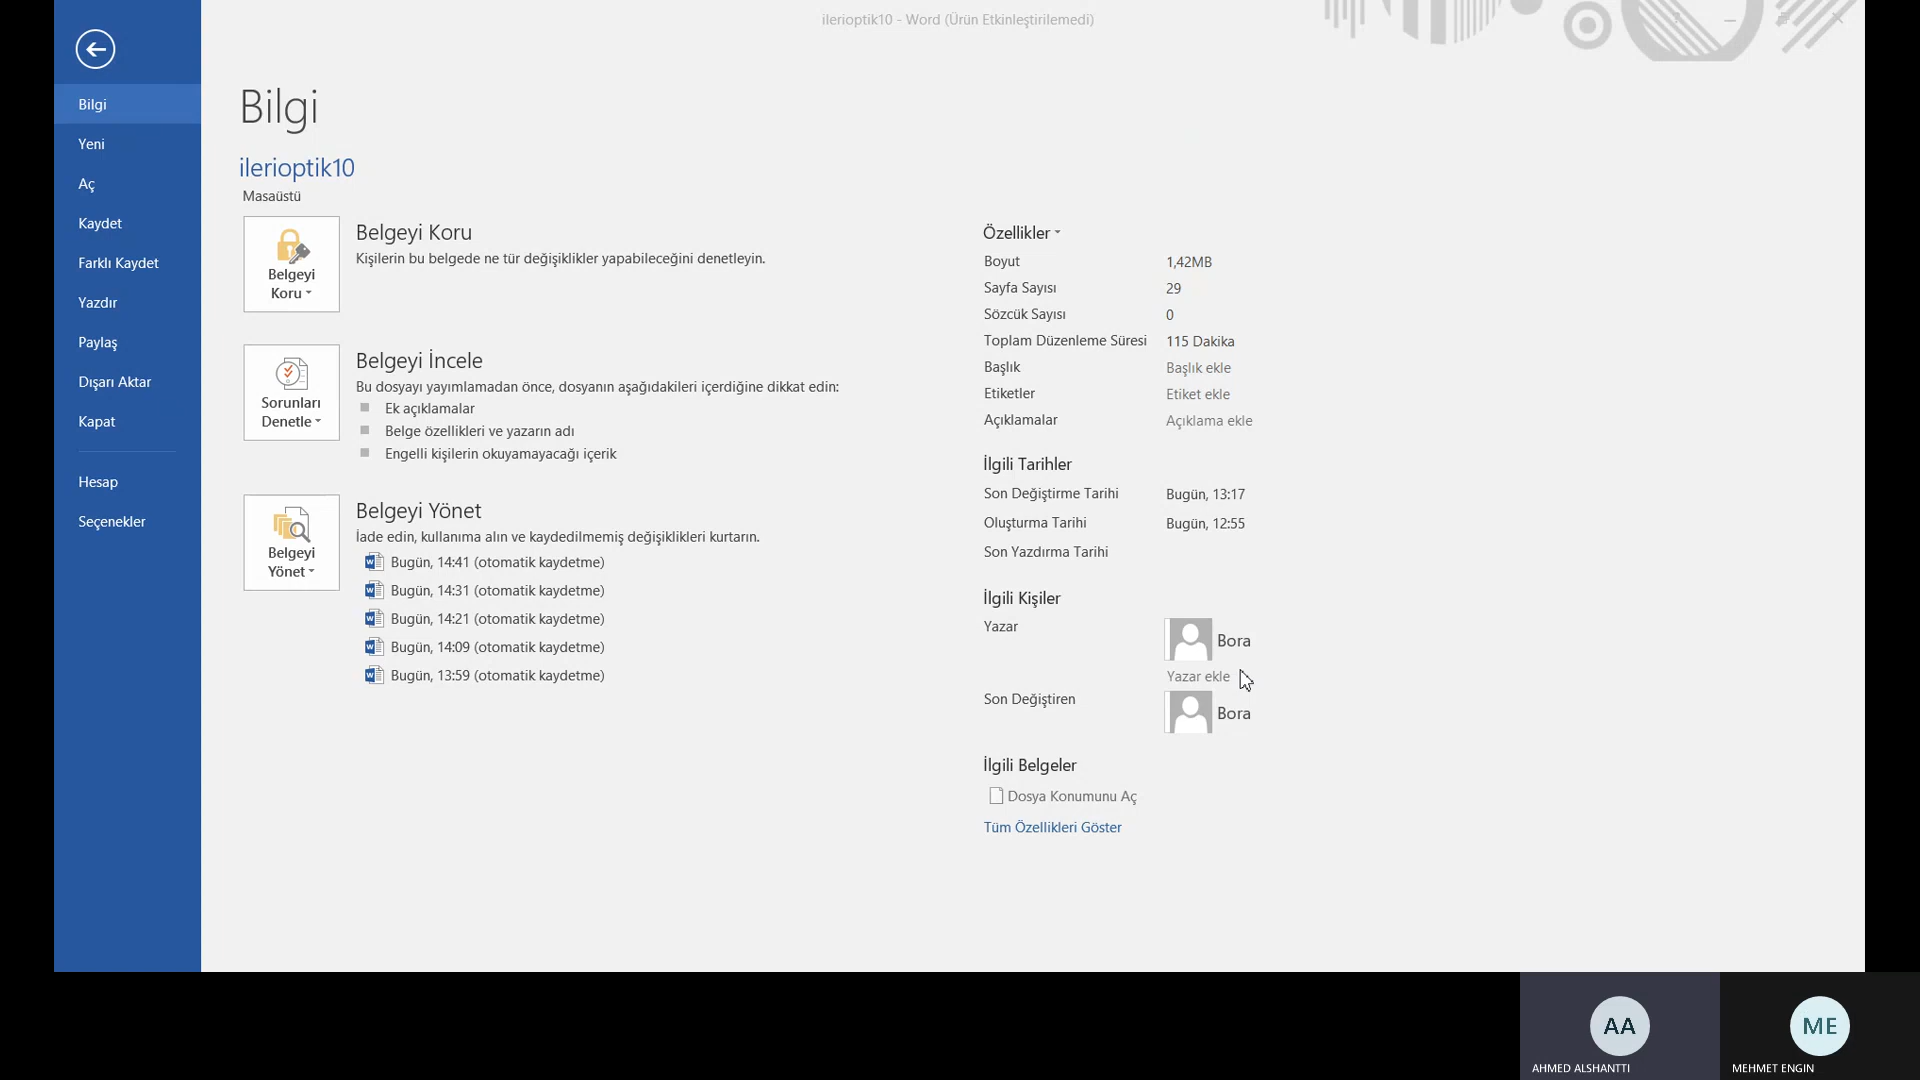 ilerioptik10 - Word (Ürün Etkinleştirilemedi)
Bilgi
Yeni
Aç
Kaydet
Farklı Kaydet
Yazdır
Paylaş
Dışarı Aktar
Kapat
Hesap
Seçenekler
Bilgi
ilerioptik10
Masaüstü
Belgeyi
Koru
Belgeyi Koru
Kişilerin bu belgede ne tür değişiklikler yapabileceğini denetleyin.
Sorunları
Denetle
Belgeyi İncele
Bu dosyayı yayımlamadan önce, dosyanın aşağıdakileri içerdiğine dikkat edin:
Ek açıklamalar
Belge özellikleri ve yazarın adı
Engelli kişilerin okuyamayacağı içerik
Belgeyi
Yönet
Belgeyi Yönet
İade edin, kullanıma alın ve kaydedilmemiş değişiklikleri kurtarın.
Bugün, 14:41 (otomatik kaydetme)
Bugün, 14:31 (otomatik kaydetme)
Bugün, 14:21 (otomatik kaydetme)
Bugün, 14:09 (otomatik kaydetme)
Bugün, 13:59 (otomatik kaydetme)
Özellikler
Boyut 1,42MB
Sayfa Sayısı 29
Sözcük Sayısı 0
Toplam Düzenleme Süresi 115 Dakika
Başlık Başlık ekle
Etiketler Etiket ekle
Açıklamalar Açıklama ekle
İlgili Tarihler
Son Değiştirme Tarihi Bugün, 13:17
Oluşturma Tarihi Bugün, 12:55
Son Yazdırma Tarihi
İlgili Kişiler
Yazar Bora
Yazar ekle
Son Değiştiren Bora
İlgili Belgeler
Dosya Konumunu Aç
Tüm Özellikleri Göster
AA
AHMED ALSHANTTI
ME
MEHMET ENGIN